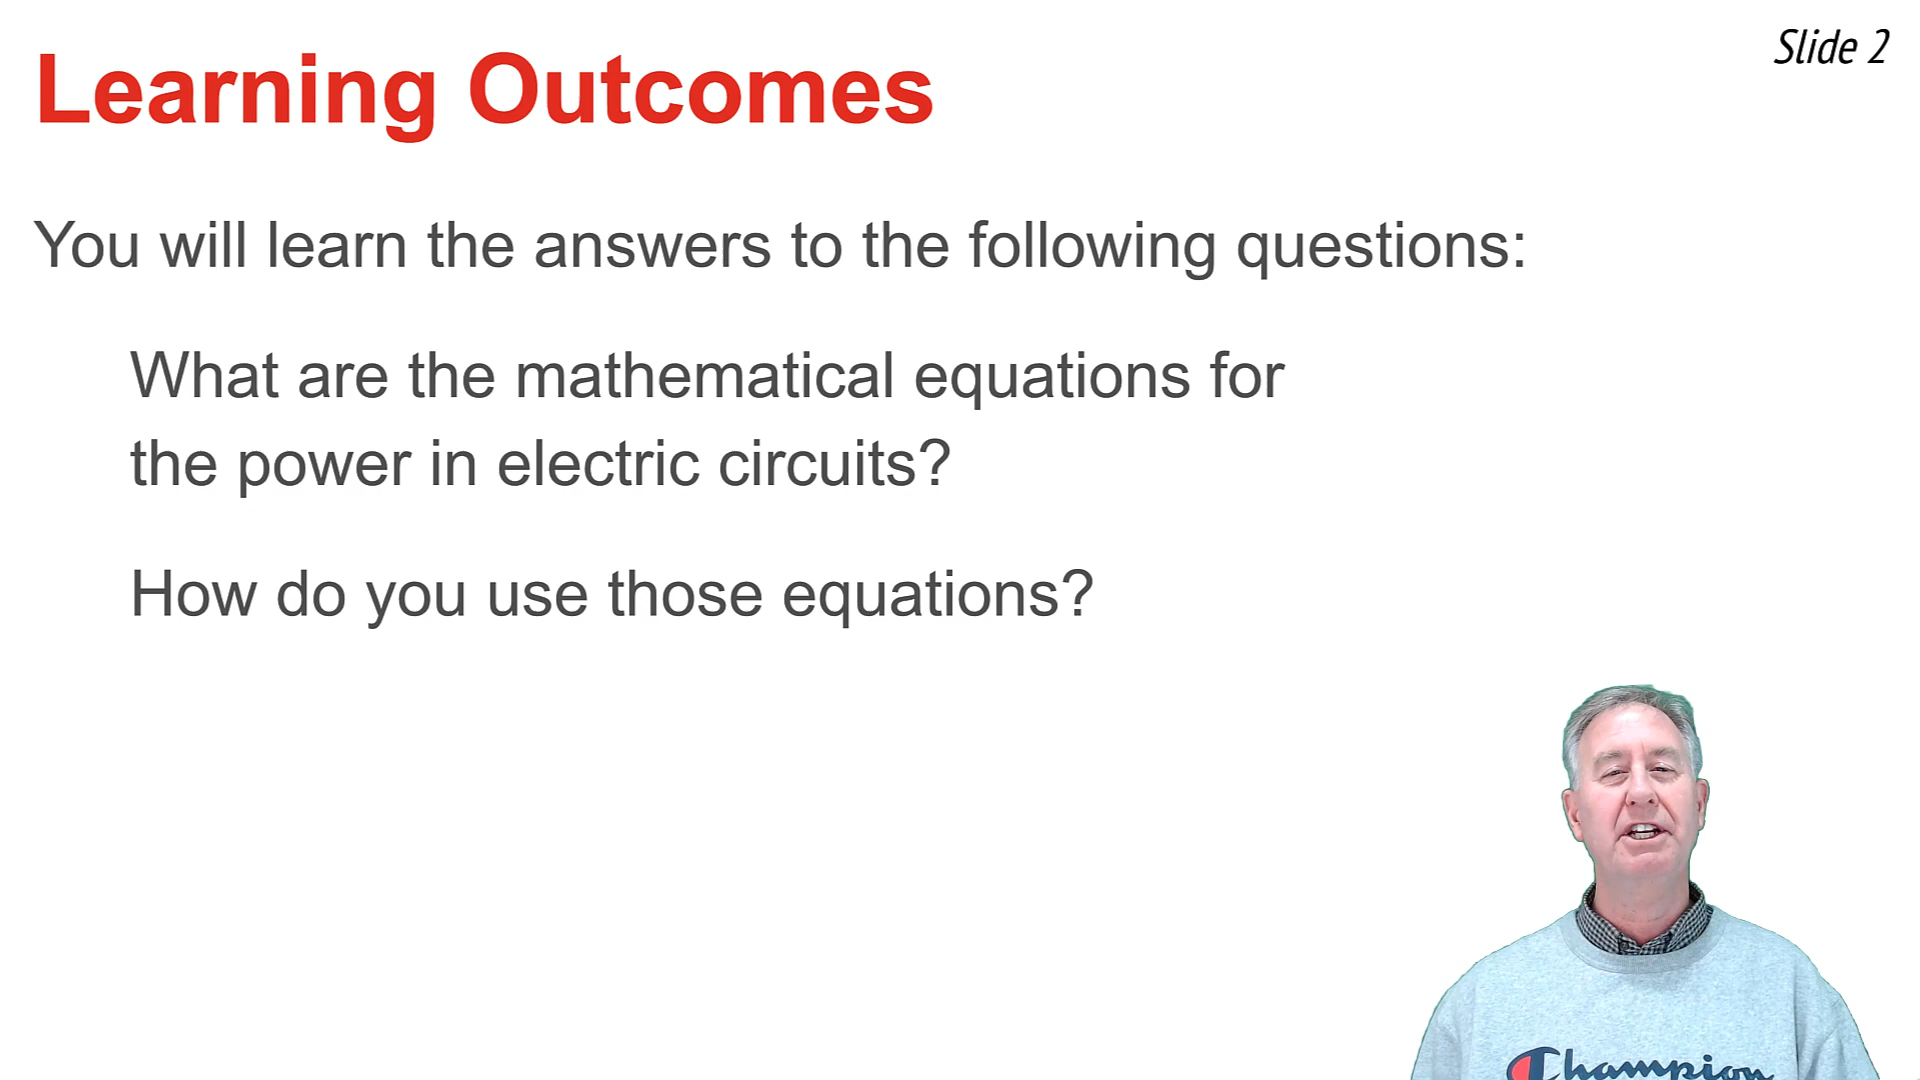 Slide 2
Learning Outcomes
You will learn the answers to the following questions:
What are the mathematical equations for
the power in electric circuits?
How do you use those equations?
Champion